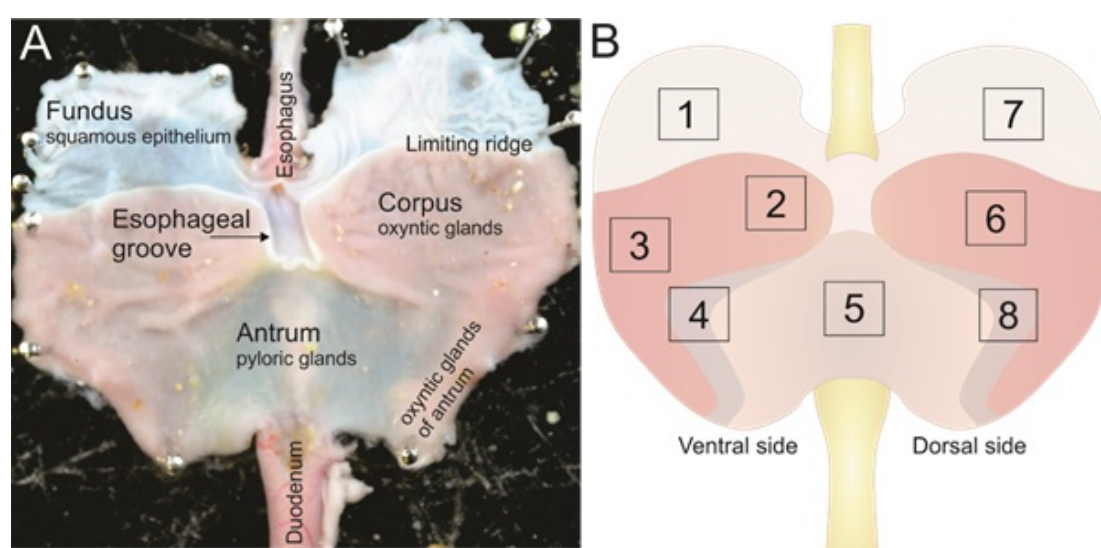 A
Fundus
squamous epithelium
Esophagus
Limiting ridge
Esophageal
groove
Corpus
oxyntic glands
Antrum
pyloric glands
oxyntic glands
of antrum
Duodenum
B
1
7
2
6
3
4
5
8
Ventral side
Dorsal side